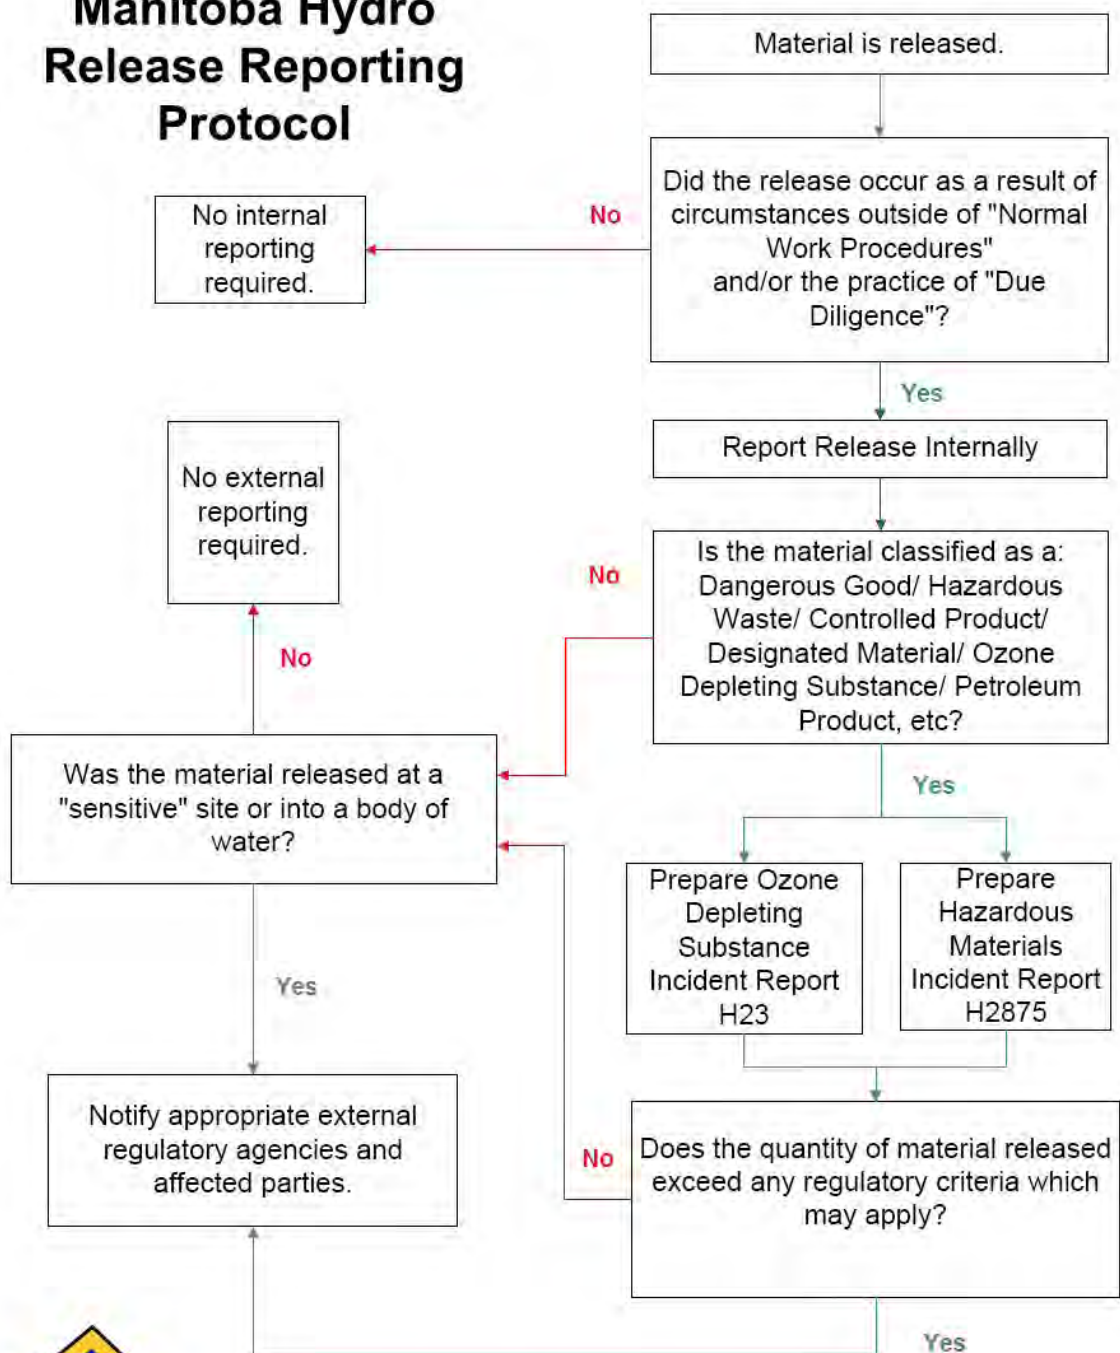 Manitoba Hydro
Release Reporting
Protocol
Material is released.
Did the release occur as a result of
circumstances outside of "Normal
Work Procedures"
and/or the practice of "Due
Diligence"?
No
No internal
reporting
required.
Yes
Report Release Internally
No external
reporting
required.
Is the material classified as a:
Dangerous Good/ Hazardous
Waste/ Controlled Product/
Designated Material/ Ozone
Depleting Substance/ Petroleum
Product, etc?
No
No
Was the material released at a
"sensitive" site or into a body of
water?
Yes
Prepare Ozone
Depleting
Substance
Incident Report
H23
Prepare
Hazardous
Materials
Incident Report
H2875
Yes
Notify appropriate external
regulatory agencies and
affected parties.
No
Does the quantity of material released
exceed any regulatory criteria which
may apply?
Yes